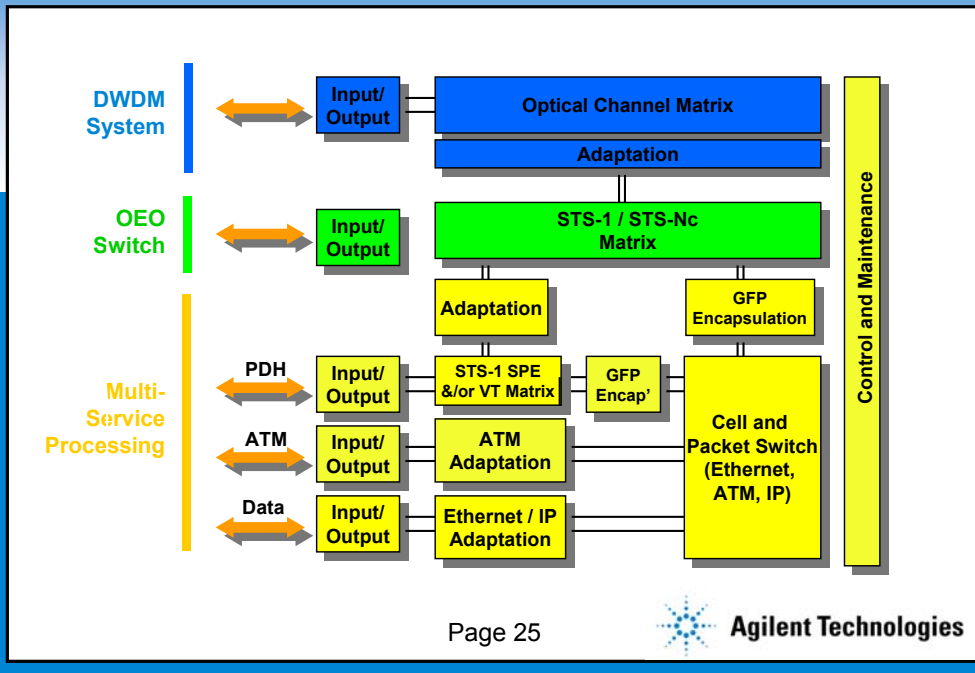 DWDM
System
Input/
Output
Optical Channel Matrix
Adaptation
OEO
Switch
Input/
Output
STS-1 / STS-Nc
Matrix
Adaptation
GFP
Encapsulation
Multi-
Service
Processing
PDH
Input/
Output
STS-1 SPE
&/or VT Matrix
GFP
Encap'
ATM
Input/
Output
ATM
Adaptation
Data
Input/
Output
Ethernet / IP
Adaptation
Cell and
Packet Switch
(Ethernet,
ATM, IP)
Control and Maintenance
Page 25
Agilent Technologies